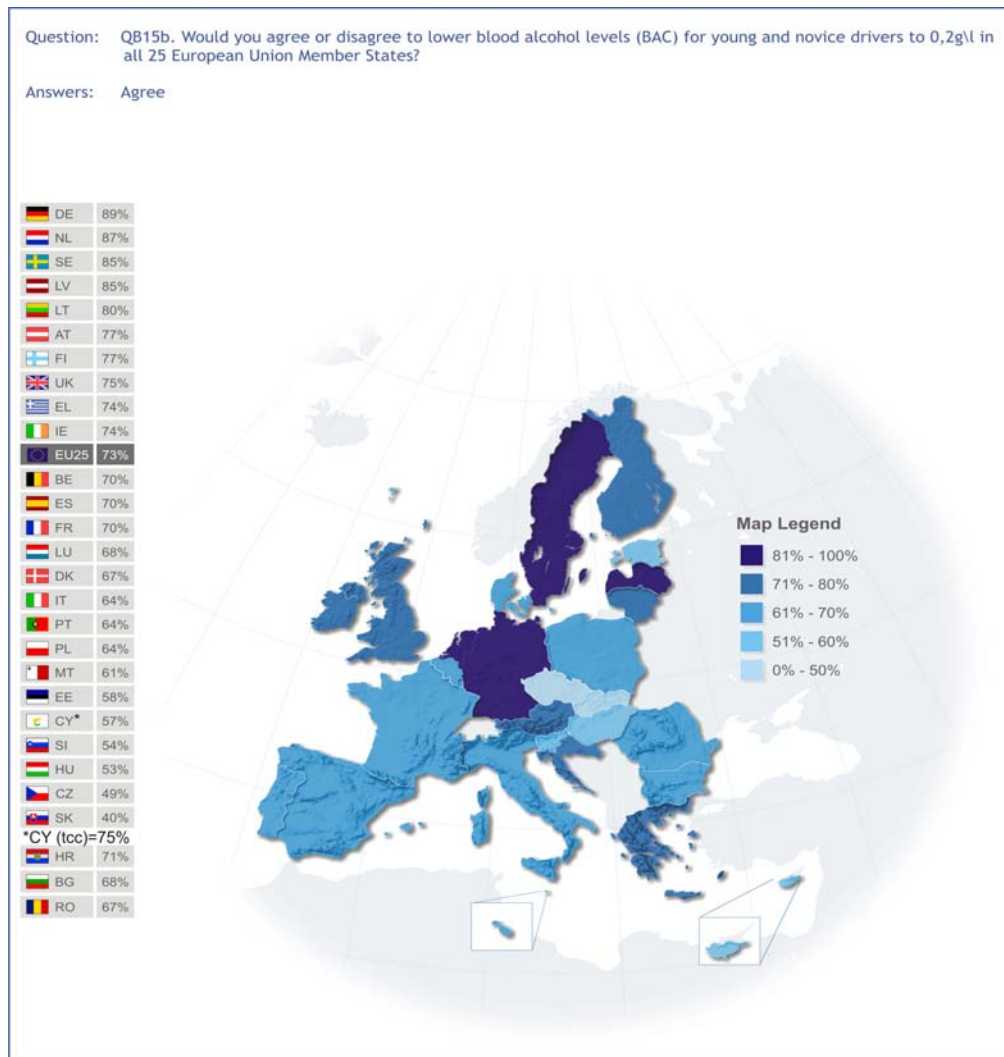 Question: QB15b. Would you agree or disagree to lower blood alcohol levels (BAC) for young and novice drivers to 0,2g\l in
all 25 European Union Member States?
Answers: Agree
DE 89%
NL 87%
SE 85%
LV 85%
LT 80%
AT 77%
FI 77%
UK 75%
EL 74%
IE 74%
EU25 73%
BE 70%
ES 70%
FR 70%
LU 68%
DK 67%
IT 64%
PT 64%
PL 64%
MT 61%
EE 58%
CY* 57%
SI 54%
HU 53%
CZ 49%
SK 40%
*CY (tcc)=75%
HR 71%
BG 68%
RO 67%
Map Legend
81% - 100%
71% - 80%
61% - 70%
51% - 60%
0% - 50%